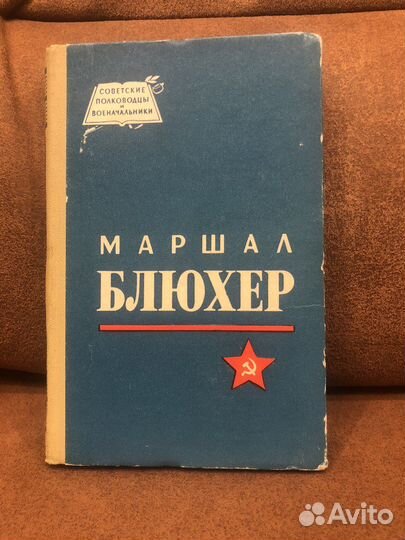 СОВЕТСКИЕ
ПОЛКОВОДЦЫ
и
ВОЕНАЧАЛЬНИКИ
МАРШАЛ
БЛЮХЕР
Avito